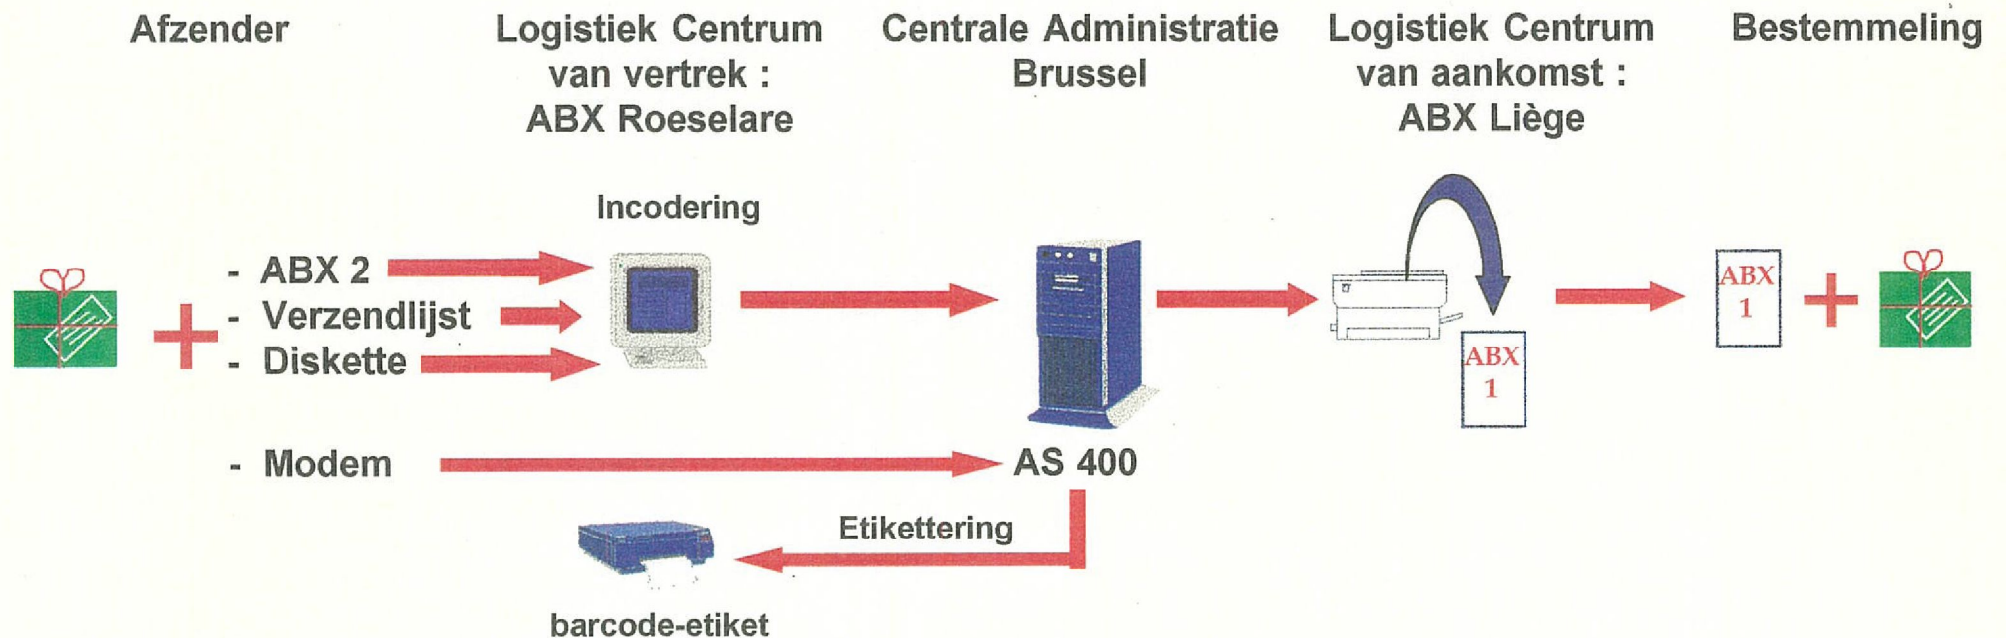 Afzender
Logistiek Centrum
van vertrek :
ABX Roeselare
Centrale Administratie
Brussel
Logistiek Centrum
van aankomst :
ABX Liège
Bestemmeling
Incodering
- ABX 2
- Verzendlijst
- Diskette
- Modem
AS 400
Etikettering
barcode-etiket
ABX
1
ABX
1